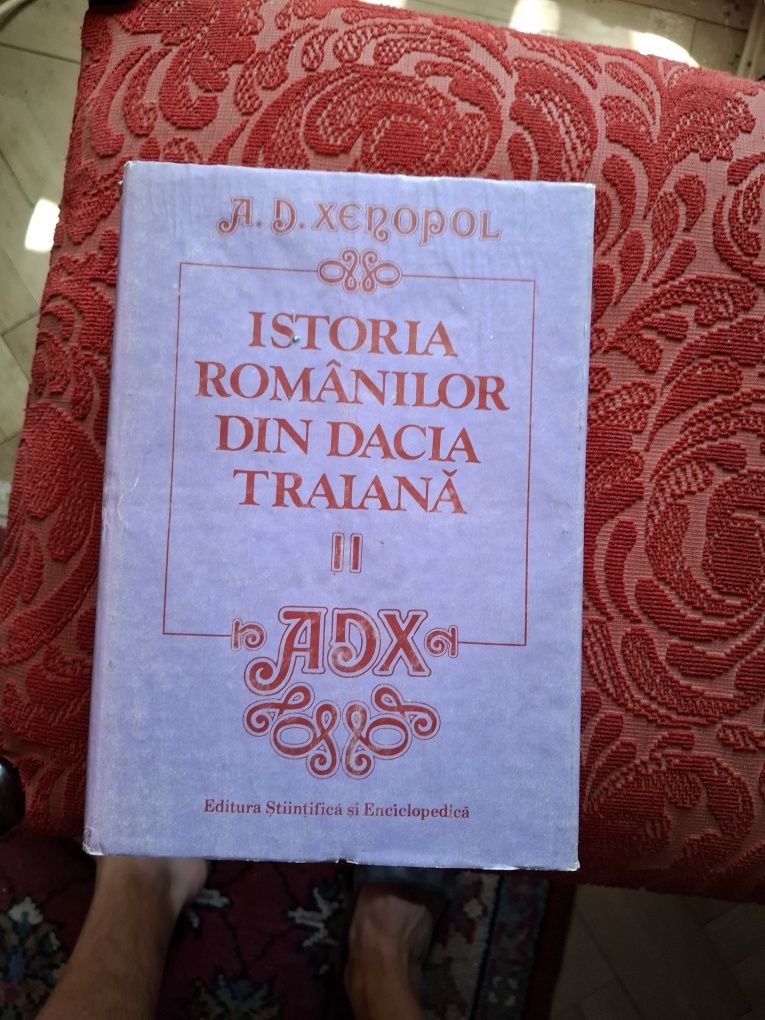 A. D. XENOPOL
ISTORIA
ROMÂNILOR
DIN DACIA
TRAIANĂ
II
ADX
Editura Științifică și Enciclopedică